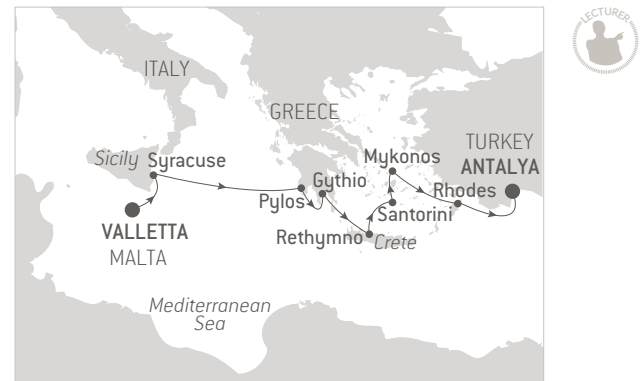 LECTURER
ITALY
GREECE
TURKEY
ANTALYA
Sicily
Syracuse
Mykonos
Gythio
Rhodes
Pylos
Santorini
VALLETTA
MALTA
Rethymno
Crete
Mediterranean
Sea